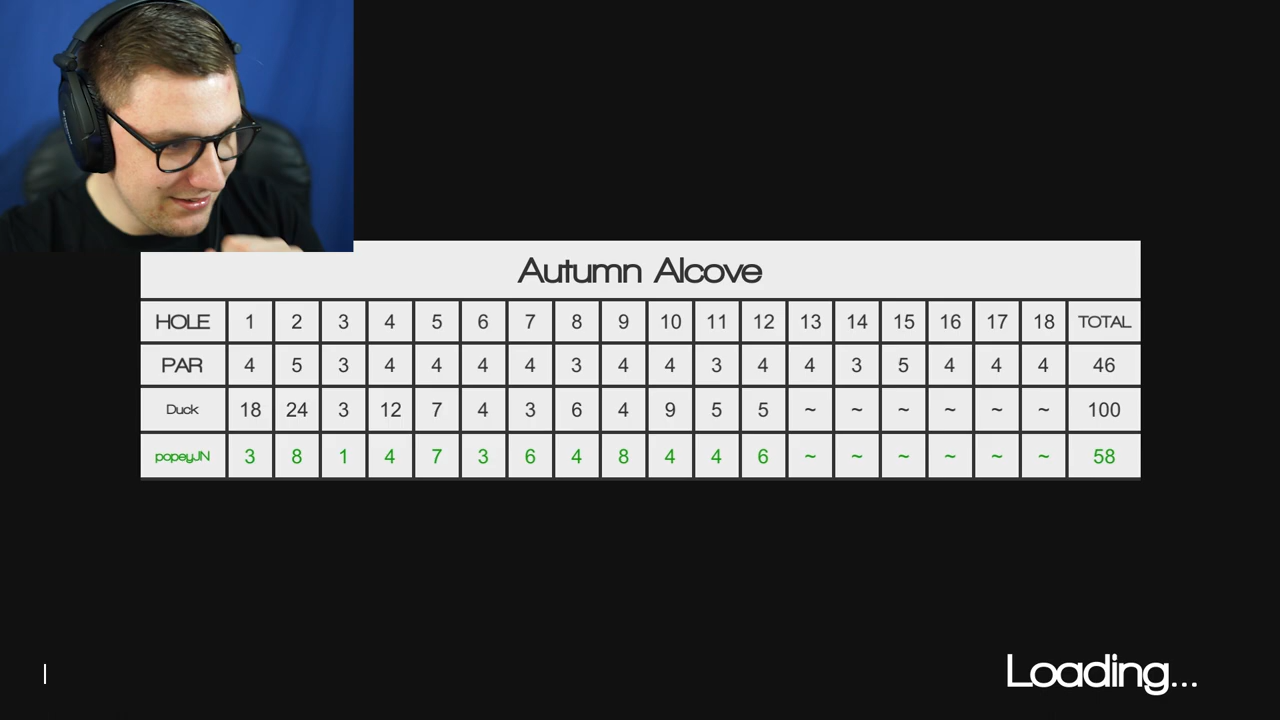 Autumn Alcove
HOLE 1 2 3 4 5 6 7 8 9 10 11 12 13 14 15 16 17 18 TOTAL
PAR 4 5 3 4 4 4 4 3 4 4 3 4 4 3 5 4 4 4 46
Duck 18 24 3 12 7 4 3 6 4 9 5 5 ~ ~ ~ ~ ~ ~ 100
popeyJN 3 8 1 4 7 3 6 4 8 4 4 6 ~ ~ ~ ~ ~ ~ 58
Loading...